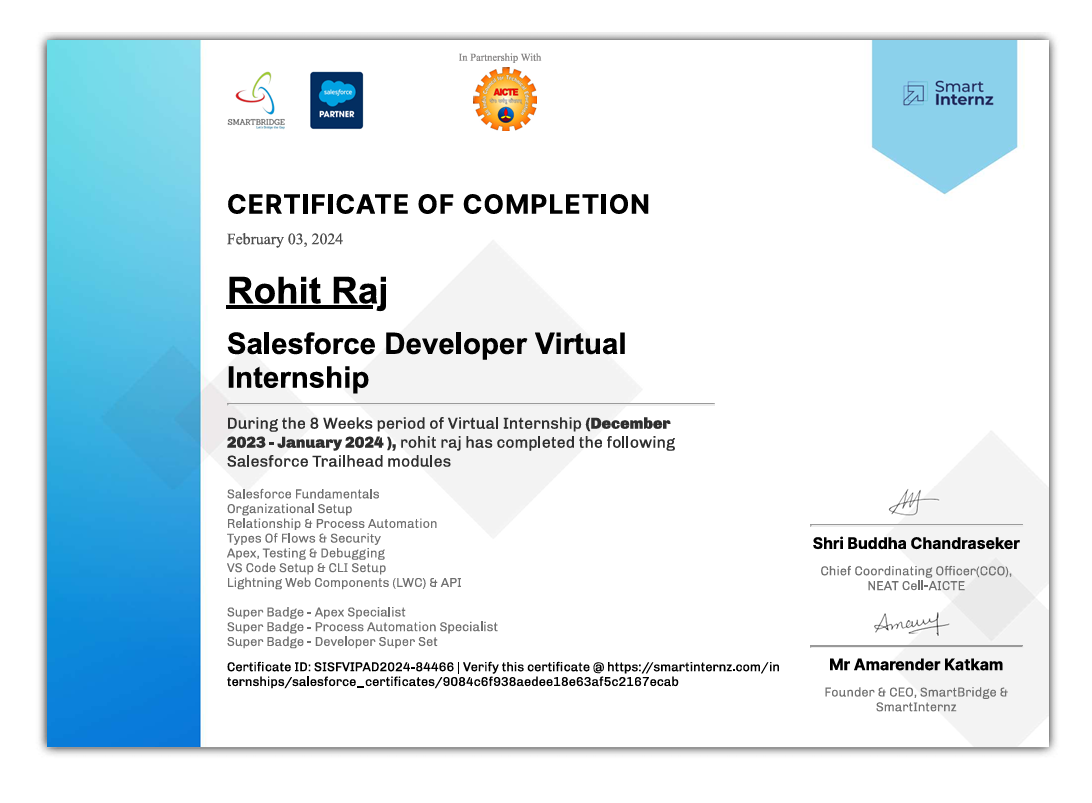 In Partnership With
SMARTBRIDGE
Let's Bridge the Gap
salesforce
PARTNER
AICTE
Smart
Internz
CERTIFICATE OF COMPLETION
February 03, 2024
Rohit Raj
Salesforce Developer Virtual
Internship
During the 8 Weeks period of Virtual Internship (December
2023 - January 2024 ), rohit raj has completed the following
Salesforce Trailhead modules
Salesforce Fundamentals
Organizational Setup
Relationship & Process Automation
Types Of Flows & Security
Apex, Testing & Debugging
VS Code Setup & CLI Setup
Lightning Web Components (LWC) & API
Super Badge - Apex Specialist
Super Badge - Process Automation Specialist
Super Badge - Developer Super Set
Certificate ID: SISFVIPAD2024-84466 | Verify this certificate @ https://smartinternz.com/in
ternships/salesforce_certificates/9084c6f938aedee18e63af5c2167ecab
Shri Buddha Chandraseker
Chief Coordinating Officer(CCO),
NEAT Cell-AICTE
Mr Amarender Katkam
Founder & CEO, SmartBridge &
SmartInternz